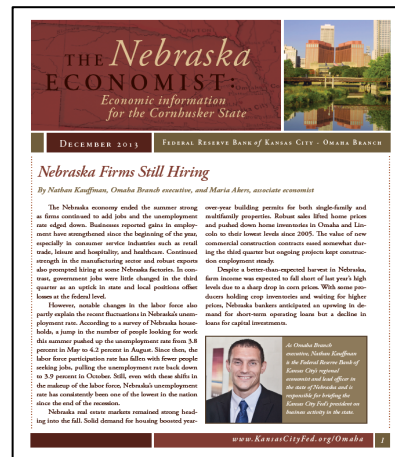 THE Nebraska
ECONOMIST:
Economic information
for the Cornhusker State
DECEMBER 2013
FEDERAL RESERVE BANK of KANSAS CITY - OMAHA BRANCH
Nebraska Firms Still Hiring
By Nathan Kauffman, Omaha Branch executive, and Maria Akers, associate economist
The Nebraska economy ended the summer strong
as firms continued to add jobs and the unemployment
rate edged down. Businesses reported gains in employ-
ment have strengthened since the beginning of the year,
especially in consumer service industries such as retail
trade, leisure and hospitality, and healthcare. Continued
strength in the manufacturing sector and robust exports
also prompted hiring at some Nebraska factories. In con-
trast, government jobs were little changed in the third
quarter as an uptick in state and local positions offset
losses at the federal level.
However, notable changes in the labor force also
partly explain the recent fluctuations in Nebraska's unem-
ployment rate. According to a survey of Nebraska house-
holds, a jump in the number of people looking for work
this summer pushed up the unemployment rate from 3.8
percent in May to 4.2 percent in August. Since then, the
labor force participation rate has fallen with fewer people
seeking jobs, pulling the unemployment rate back down
to 3.9 percent in October. Still, even with these shifts in
the makeup of the labor force, Nebraska's unemployment
rate has consistently been one of the lowest in the nation
since the end of the recession.
Nebraska real estate markets remained strong head-
ing into the fall. Solid demand for housing boosted year-
over-year building permits for both single-family and
multifamily properties. Robust sales lifted home prices
and pushed down home inventories in Omaha and Lin-
coln to their lowest levels since 2005. The value of new
commercial construction contracts eased somewhat dur-
ing the third quarter but ongoing projects kept construc-
tion employment steady.
Despite a better-than-expected harvest in Nebraska,
farm income was expected to fall short of last year's high
levels due to a sharp drop in corn prices. With some pro-
ducers holding crop inventories and waiting for higher
prices, Nebraska bankers anticipated an upswing in de-
mand for short-term operating loans but a decline in
loans for capital investments.
As Omaha Branch
executive, Nathan Kauffman
is the Federal Reserve Bank of
Kansas City's regional
economist and lead officer in
the state of Nebraska and is
responsible for briefing the
Kansas City Fed's president on
business activity in the state.
www.KansasCityFed.org/Omaha 1